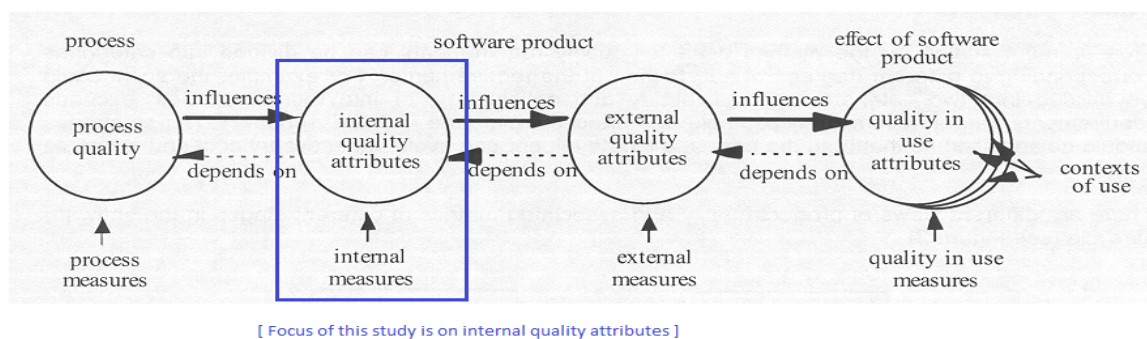 process
software product
effect of software
product
process
quality
influences
depends on
internal
quality
attributes
influences
depends on
external
quality
attributes
influences
depends on
quality in
use
attributes
contexts
of use
process
measures
internal
measures
external
measures
quality in use
measures
[ Focus of this study is on internal quality attributes ]